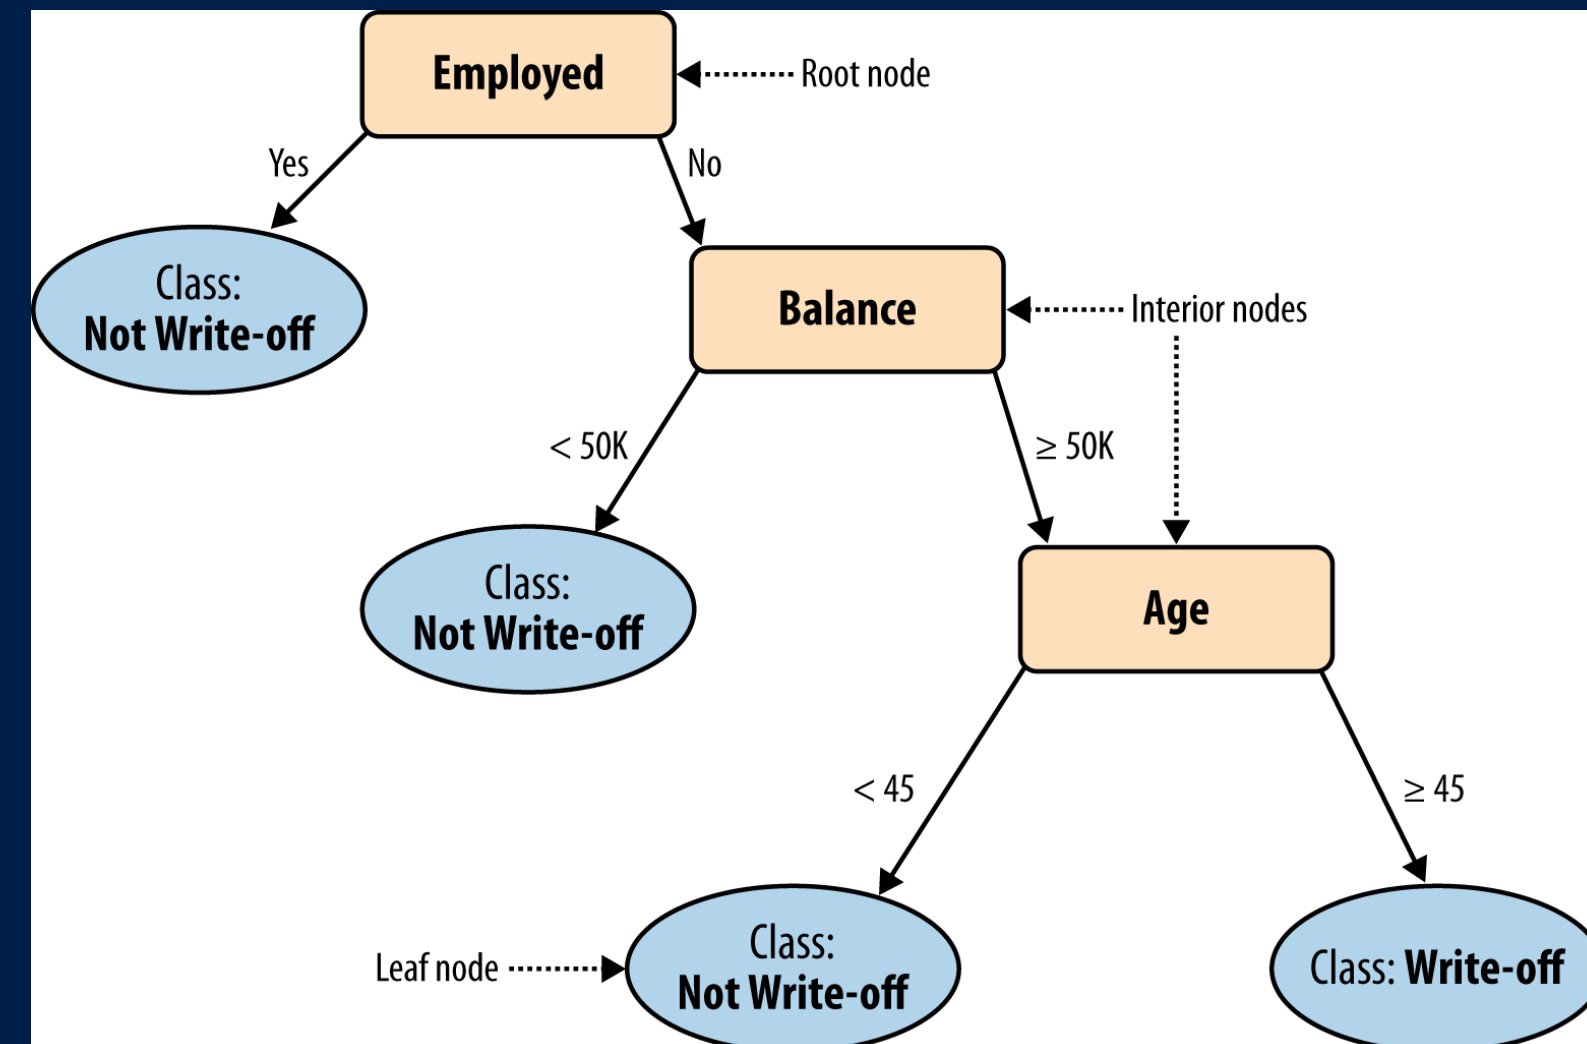 Employed
Root node
Yes
No
Class:
Not Write-off
Balance
Interior nodes
< 50K
≥ 50K
Class:
Not Write-off
Age
< 45
≥ 45
Leaf node
Class:
Not Write-off
Class: Write-off